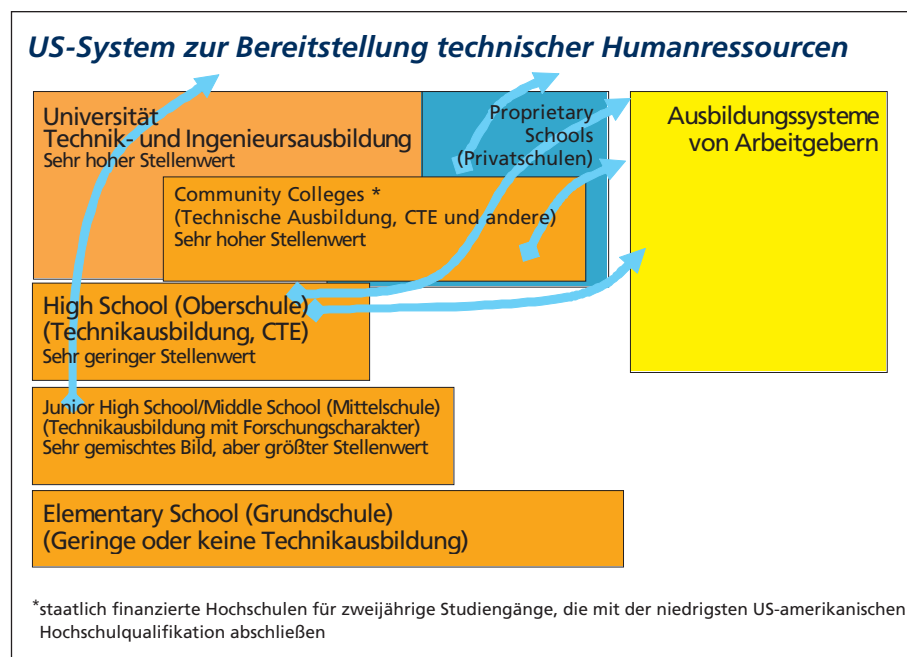 US-System zur Bereitstellung technischer Humanressourcen
Universität
Technik- und Ingenieursausbildung
Sehr hoher Stellenwert
Proprietary
Schools
(Privatschulen)
Ausbildungssysteme
von Arbeitgebern
Community Colleges *
(Technische Ausbildung, CTE und andere)
Sehr hoher Stellenwert
High School (Oberschule)
(Technikausbildung, CTE)
Sehr geringer Stellenwert
Junior High School/Middle School (Mittelschule)
(Technikausbildung mit Forschungscharakter)
Sehr gemischtes Bild, aber größter Stellenwert
Elementary School (Grundschule)
(Geringe oder keine Technikausbildung)
*staatlich finanzierte Hochschulen für zweijährige Studiengänge, die mit der niedrigsten US-amerikanischen
Hochschulqualifikation abschließen